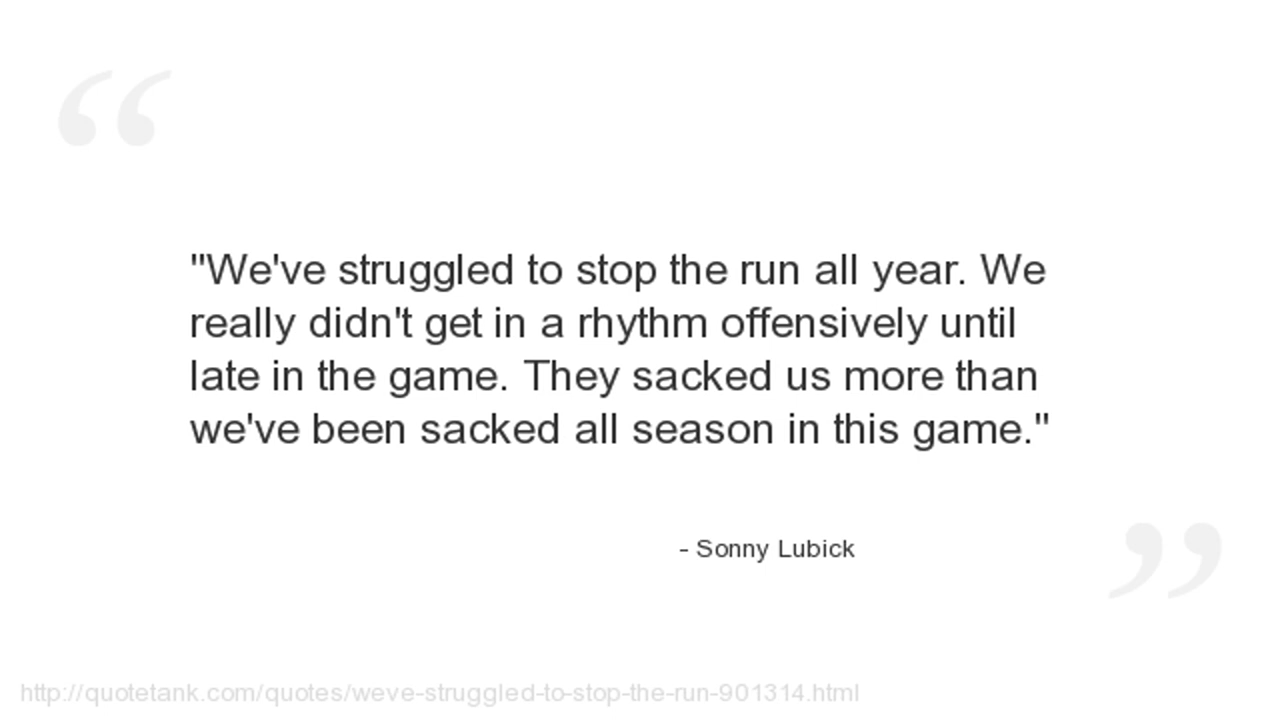 "We've struggled to stop the run all year. We
really didn't get in a rhythm offensively until
late in the game. They sacked us more than
we've been sacked all season in this game."
- Sonny Lubick
http://quotetank.com/quotes/weve-struggled-to-stop-the-run-901314.html